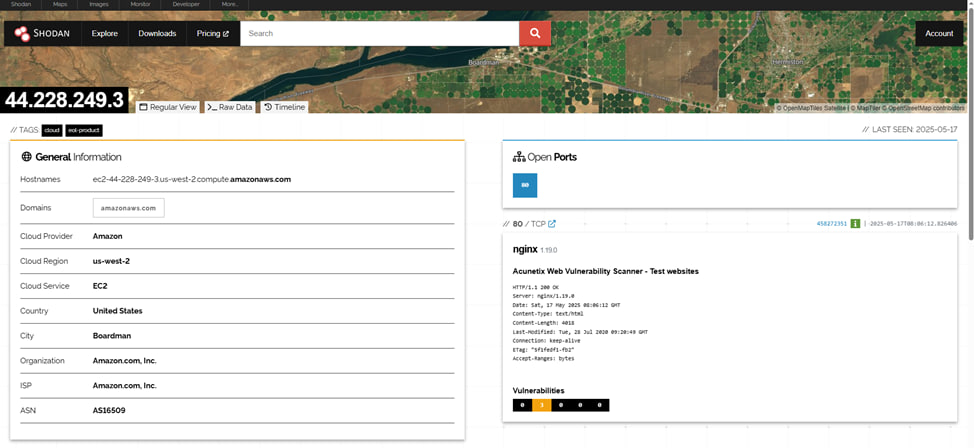 Shodan Maps Images Monitor Developer More...
SHODAN Explore Downloads Pricing Search Account
Boardman
Hermiston
44.228.249.3 Regular View Raw Data Timeline
© OpenMapTiles Satellite | © MapTiler © OpenStreetMap contributors
// TAGS: cloud eol-product
// LAST SEEN: 2025-05-17
General Information
Hostnames ec2-44-228-249-3.us-west-2.compute.amazonaws.com
Domains amazonaws.com
Cloud Provider Amazon
Cloud Region us-west-2
Cloud Service EC2
Country United States
City Boardman
Organization Amazon.com, Inc.
ISP Amazon.com, Inc.
ASN AS16509
Open Ports
80
// 80 / TCP
458272351 | 2025-05-17T08:06:12.826406
nginx 1.19.0
Acunetix Web Vulnerability Scanner - Test websites
HTTP/1.1 200 OK
Server: nginx/1.19.0
Date: Sat, 17 May 2025 08:06:12 GMT
Content-Type: text/html
Content-Length: 4018
Last-Modified: Tue, 28 Jul 2020 09:20:49 GMT
Connection: keep-alive
ETag: "5f1fedf1-fb2"
Accept-Ranges: bytes
Vulnerabilities
0 3 0 0 0